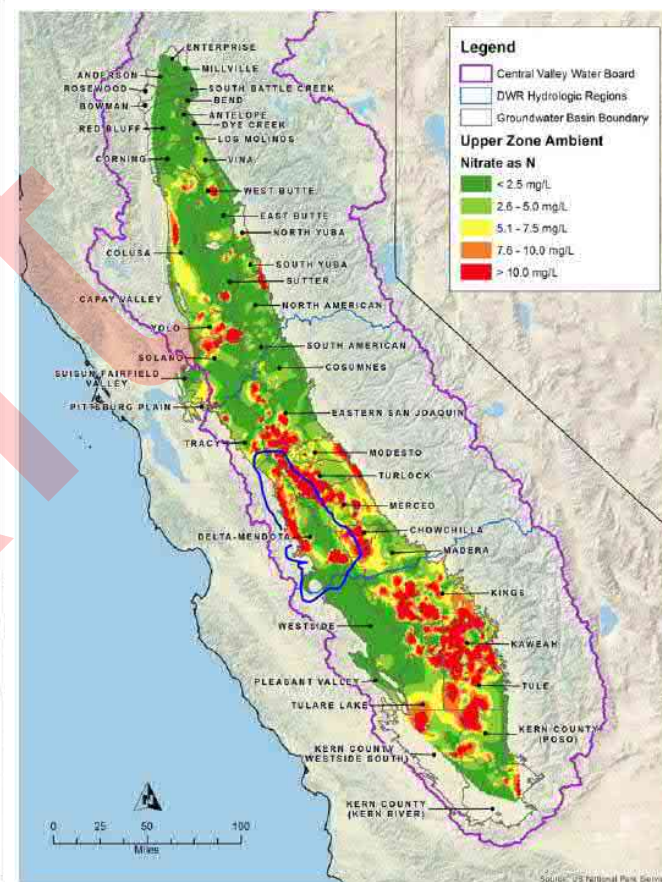 Legend
Central Valley Water Board
DWR Hydrologic Regions
Groundwater Basin Boundary
Upper Zone Ambient
Nitrate as N
< 2.5 mg/L
2.6 - 5.0 mg/L
5.1 - 7.5 mg/L
7.6 - 10.0 mg/L
> 10.0 mg/L
ENTERPRISE
ANDERSON
MILLVILLE
ROSEWOOD
SOUTH BATTLE CREEK
BOWMAN
BEND
ANTELOPE
RED BLUFF
DYE CREEK
LOS MOLINOS
CORNING
VINA
WEST BUTTE
EAST BUTTE
NORTH YUBA
COLUSA
SOUTH YUBA
SUTTER
CAPAY VALLEY
NORTH AMERICAN
YOLO
SOUTH AMERICAN
SOLANO
COSUMNES
SUISUN-FAIRFIELD
VALLEY
PITTSBURG PLAIN
EASTERN SAN JOAQUIN
TRACY
MODESTO
TURLOCK
MERCED
DELTA-MENDOTA
CHOWCHILLA
MADERA
KINGS
WESTSIDE
KAWEAH
PLEASANT VALLEY
TULE
TULARE LAKE
KERN COUNTY
(POSO)
KERN COUNTY
(WESTSIDE SOUTH)
KERN COUNTY
(KERN RIVER)
N
0 25 50 100
Miles
Source: US National Park Service